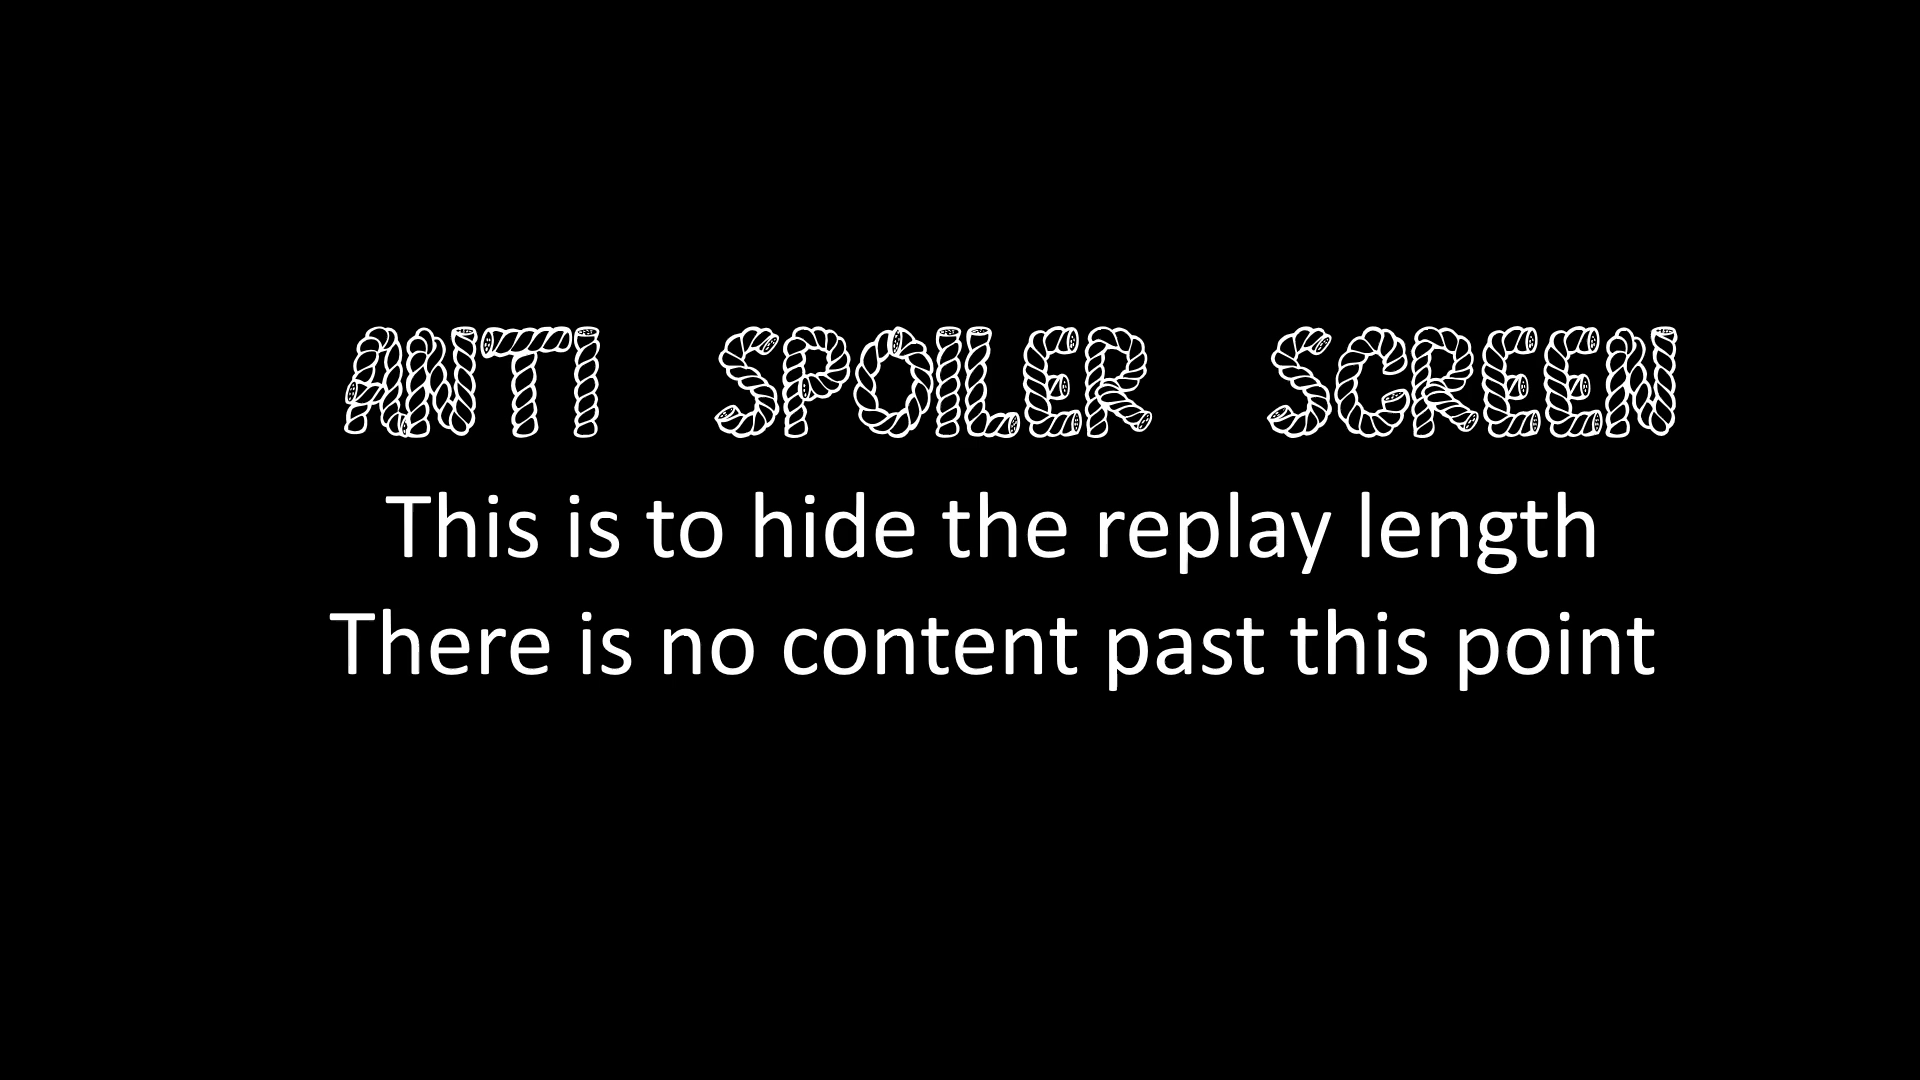 ANTI SPOILER SCREEN
This is to hide the replay length
There is no content past this point